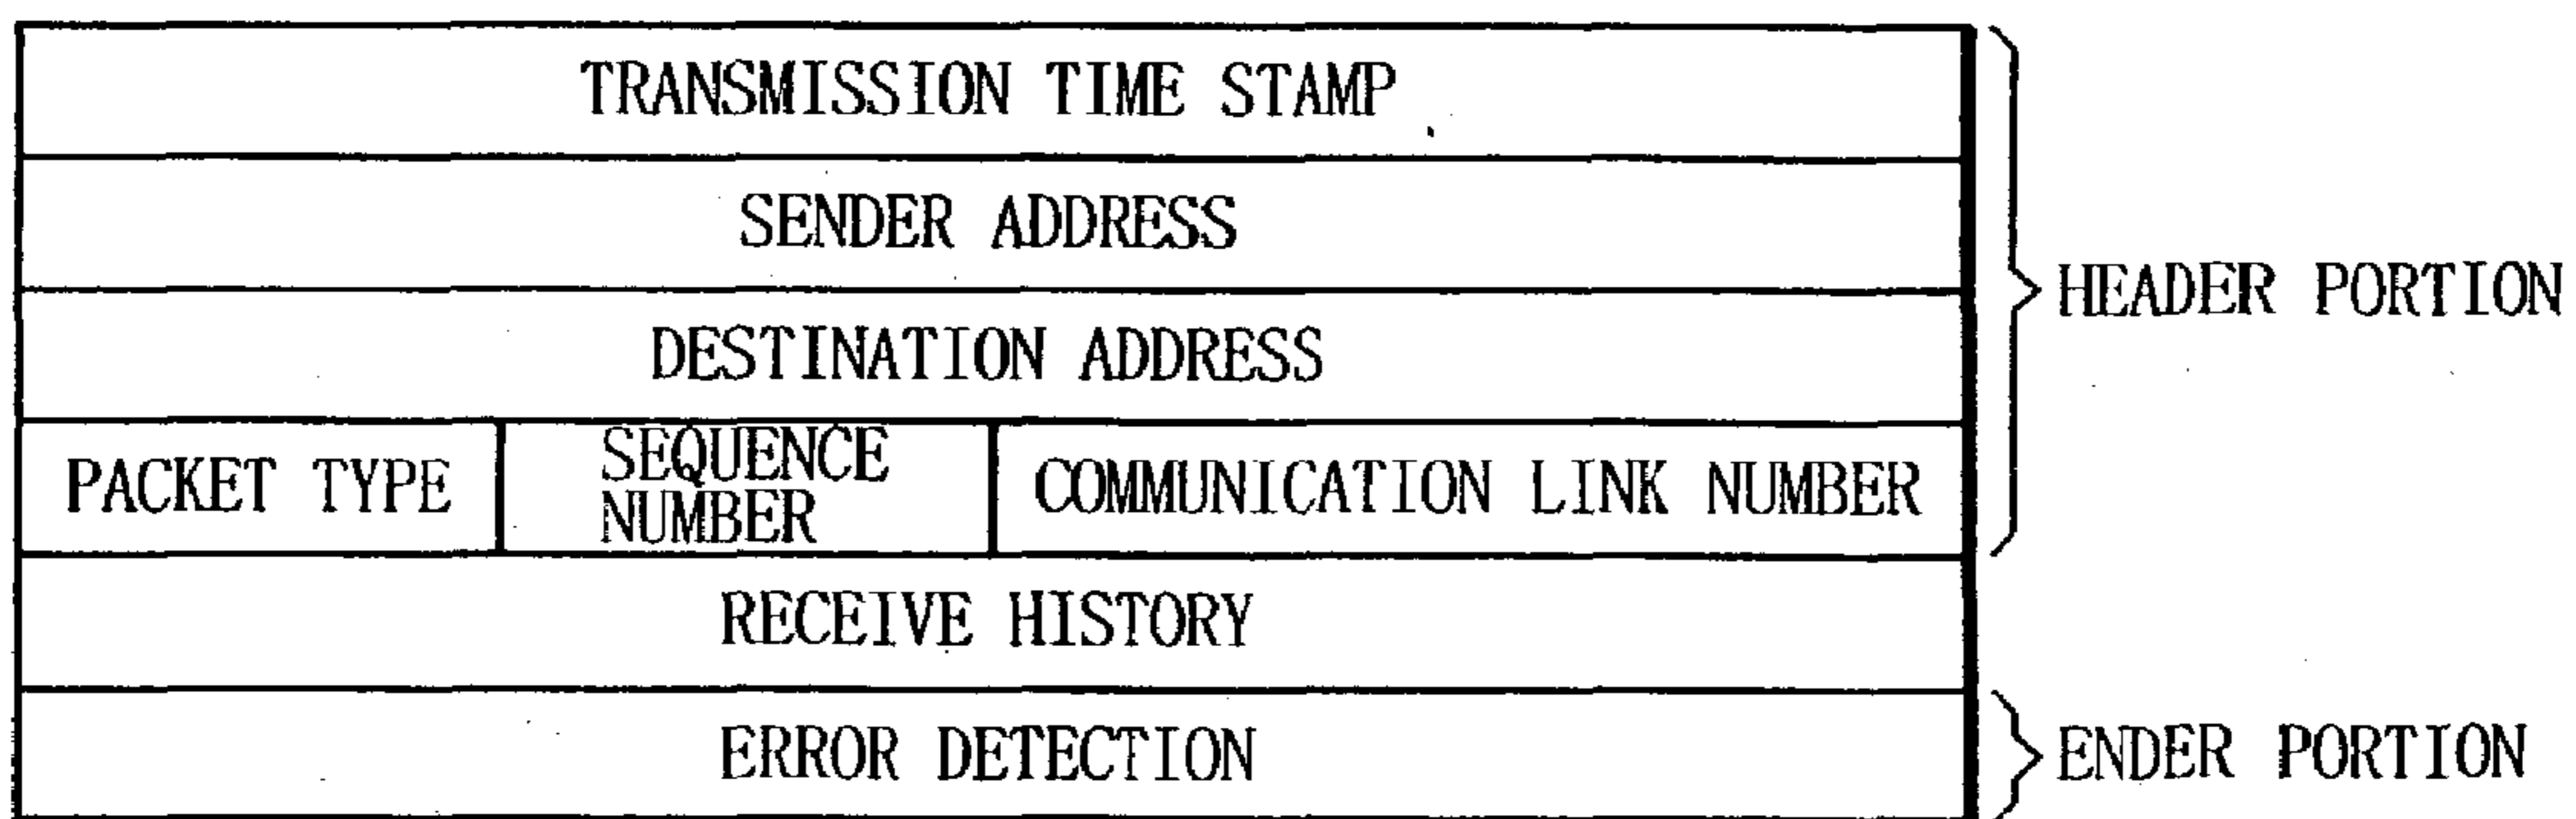 TRANSMISSION TIME STAMP
SENDER ADDRESS
DESTINATION ADDRESS
HEADER PORTION
PACKET TYPE
SEQUENCE
NUMBER
COMMUNICATION LINK NUMBER
RECEIVE HISTORY
ERROR DETECTION
ENDER PORTION